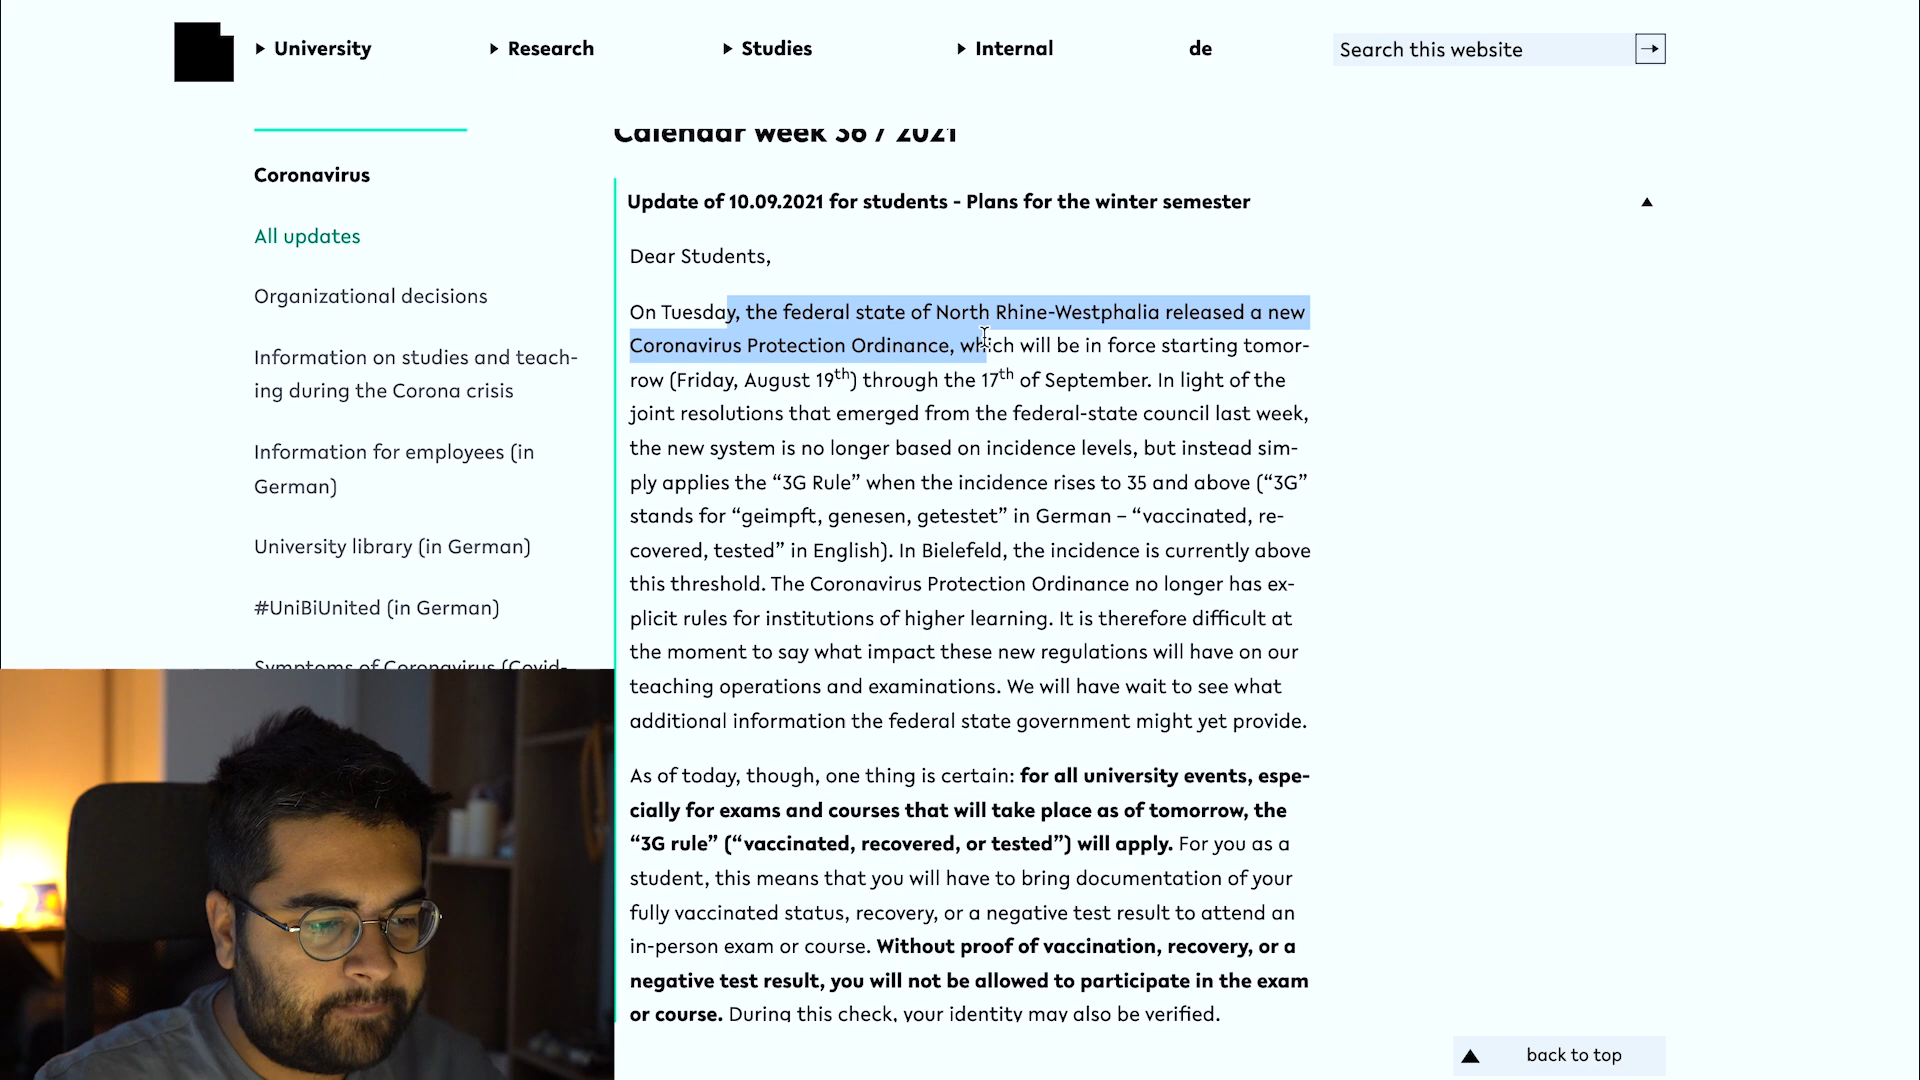 University
Research
Studies
Internal
de
Search this website
Coronavirus
All updates
Organizational decisions
Information on studies and teach-
ing during the Corona crisis
Information for employees (in
German)
University library (in German)
#UniBiUnited (in German)
Symptoms of Coronavirus (Covid-
Calendar week 36 / 2021
Update of 10.09.2021 for students - Plans for the winter semester
Dear Students,
On Tuesday, the federal state of North Rhine-Westphalia released a new
Coronavirus Protection Ordinance, which will be in force starting tomor-
row (Friday, August 19th) through the 17th of September. In light of the
joint resolutions that emerged from the federal-state council last week,
the new system is no longer based on incidence levels, but instead sim-
ply applies the “3G Rule” when the incidence rises to 35 and above (“3G”
stands for “geimpft, genesen, getestet” in German – “vaccinated, re-
covered, tested” in English). In Bielefeld, the incidence is currently above
this threshold. The Coronavirus Protection Ordinance no longer has ex-
plicit rules for institutions of higher learning. It is therefore difficult at
the moment to say what impact these new regulations will have on our
teaching operations and examinations. We will have wait to see what
additional information the federal state government might yet provide.
As of today, though, one thing is certain: for all university events, espe-
cially for exams and courses that will take place as of tomorrow, the
“3G rule” (“vaccinated, recovered, or tested”) will apply. For you as a
student, this means that you will have to bring documentation of your
fully vaccinated status, recovery, or a negative test result to attend an
in-person exam or course. Without proof of vaccination, recovery, or a
negative test result, you will not be allowed to participate in the exam
or course. During this check, your identity may also be verified.
back to top